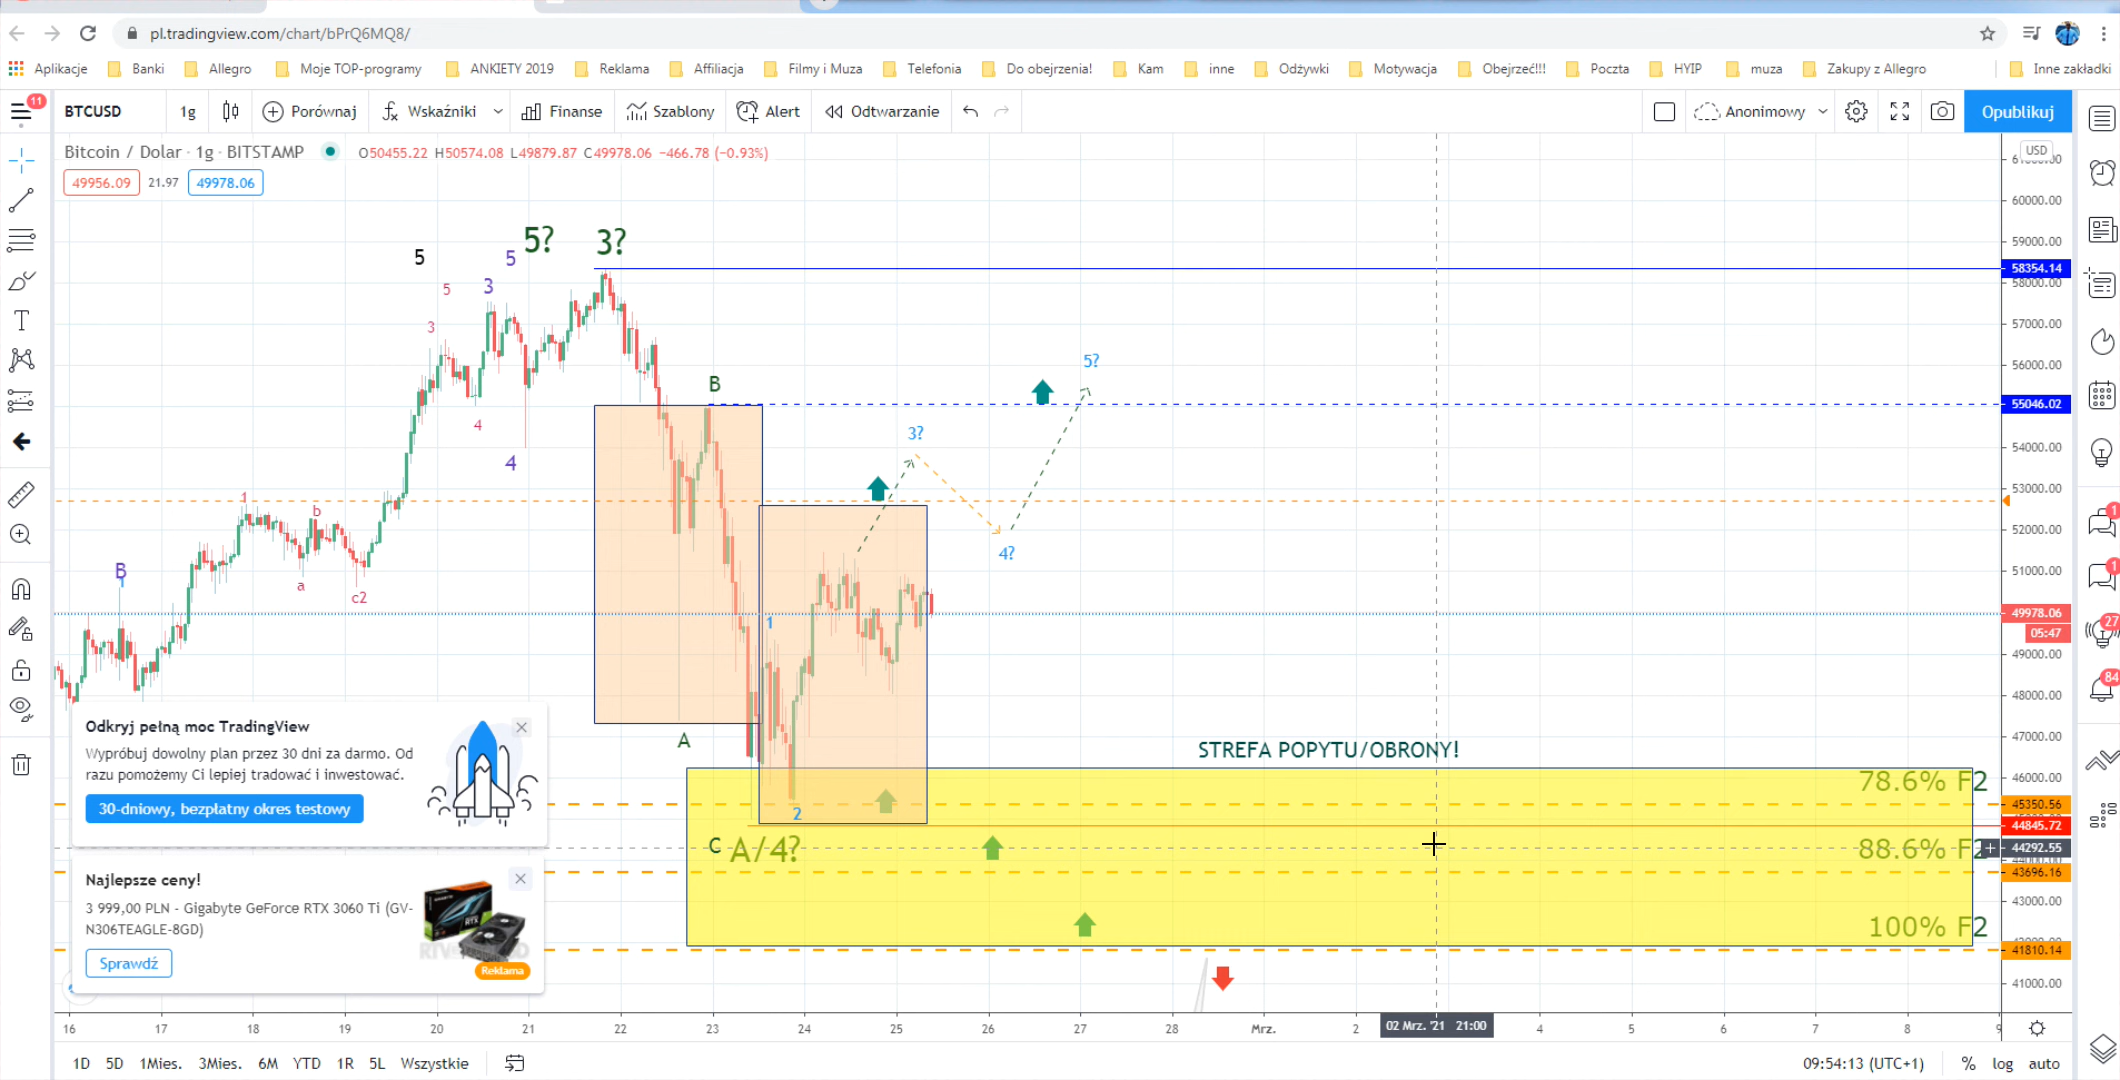 pl.tradingview.com/chart/bPrQ6MQ8/
Aplikacje Banki Allegro Moje TOP-programy ANKIETY 2019 Reklama Affiliacja Filmy i Muza Telefonia Do obejrzenia! Kam inne Odżywki Motywacja Obejrzeć!!! Poczta HYIP muza Zakupy z Allegro Inne zakładki
11
BTCUSD 1g Porównaj Wskaźniki Finanse Szablony Alert Odtwarzanie Anonimowy Opublikuj
Bitcoin / Dolar · 1g · BITSTAMP O50455.22 H50574.08 L49879.87 C49978.06 −466.78 (−0.93%)
USD
49956.09 21.97 49978.06
60000.00
5 5 5? 3?
59000.00
58354.14
5 3
58000.00
3
57000.00
5?
56000.00
B
55046.02
4
3?
54000.00
4
53000.00
1 b
52000.00
4?
B
51000.00
a c2
1
49978.06
05:47
49000.00
48000.00
27
84
Odkryj pełną moc TradingView
Wypróbuj dowolny plan przez 30 dni za darmo. Od
razu pomożemy Ci lepiej tradować i inwestować.
30-dniowy, bezpłatny okres testowy
A
47000.00
STREFA POPYTU/OBRONY!
78.6% F2
46000.00
45350.56
2
44845.72
C A/4?
88.6% F2
44292.55
43696.16
Najlepsze ceny!
3 999,00 PLN - Gigabyte GeForce RTX 3060 Ti (GV-
N306TEAGLE-8GD)
Sprawdź
Reklama
43000.00
100% F2
41810.14
41000.00
16 17 18 19 20 21 22 23 24 25 26 27 28 Mrz. 2 02 Mrz. '21 21:00 4 5 6 7 8 9
1D 5D 1Mies. 3Mies. 6M YTD 1R 5L Wszystkie 09:54:13 (UTC+1) % log auto